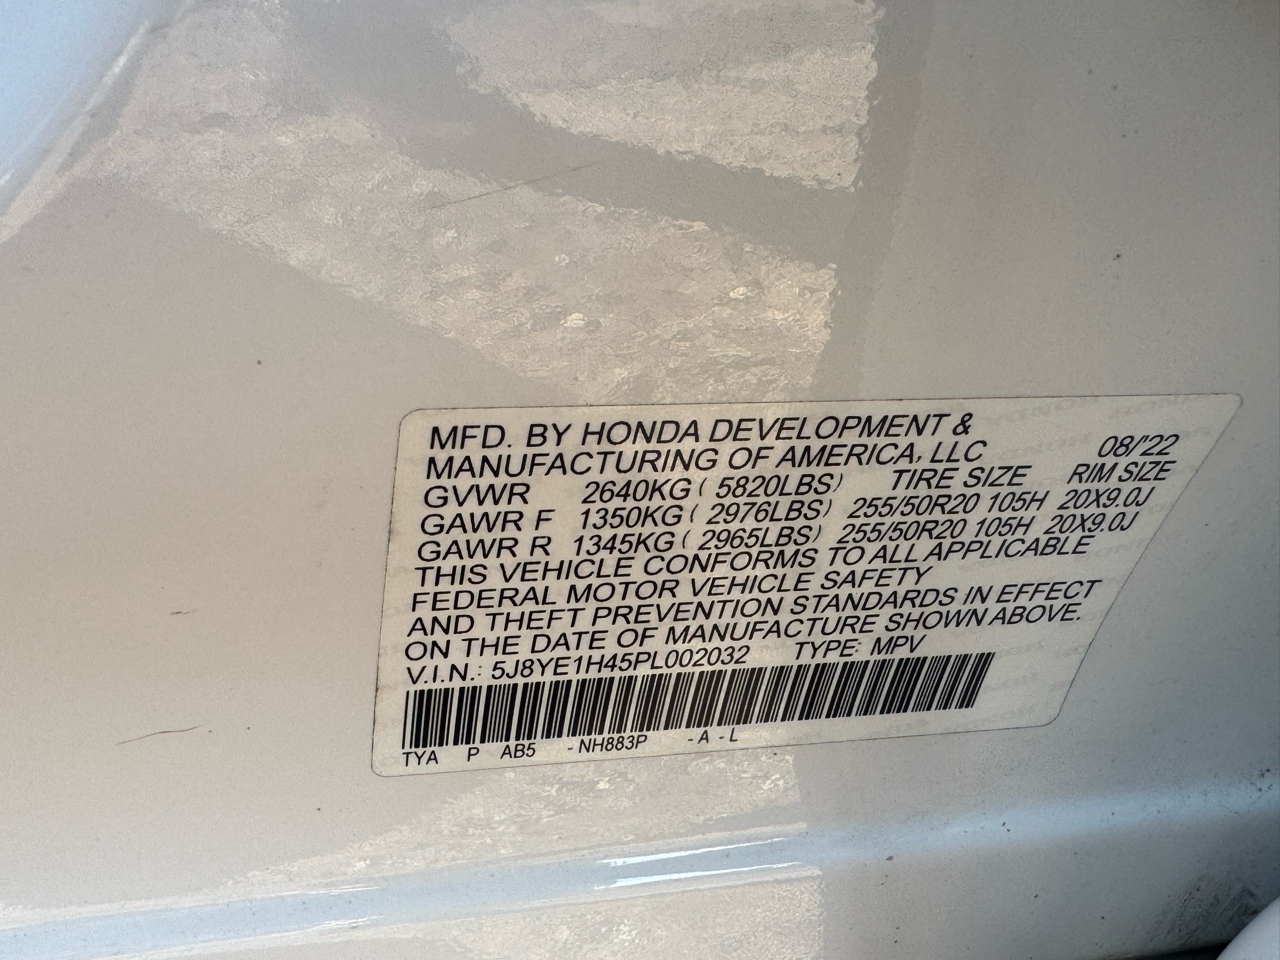 MFD. BY HONDA DEVELOPMENT &
MANUFACTURING OF AMERICA, LLC 08/'22
GVWR 2640KG ( 5820LBS) TIRE SIZE RIM SIZE
GAWR F 1350KG ( 2976LBS) 255/50R20 105H 20X9.0J
GAWR R 1345KG ( 2965LBS) 255/50R20 105H 20X9.0J
THIS VEHICLE CONFORMS TO ALL APPLICABLE
FEDERAL MOTOR VEHICLE SAFETY
AND THEFT PREVENTION STANDARDS IN EFFECT
ON THE DATE OF MANUFACTURE SHOWN ABOVE.
V.I.N.: 5J8YE1H45PL002032 TYPE: MPV
TYA P AB5 -NH883P -A -L